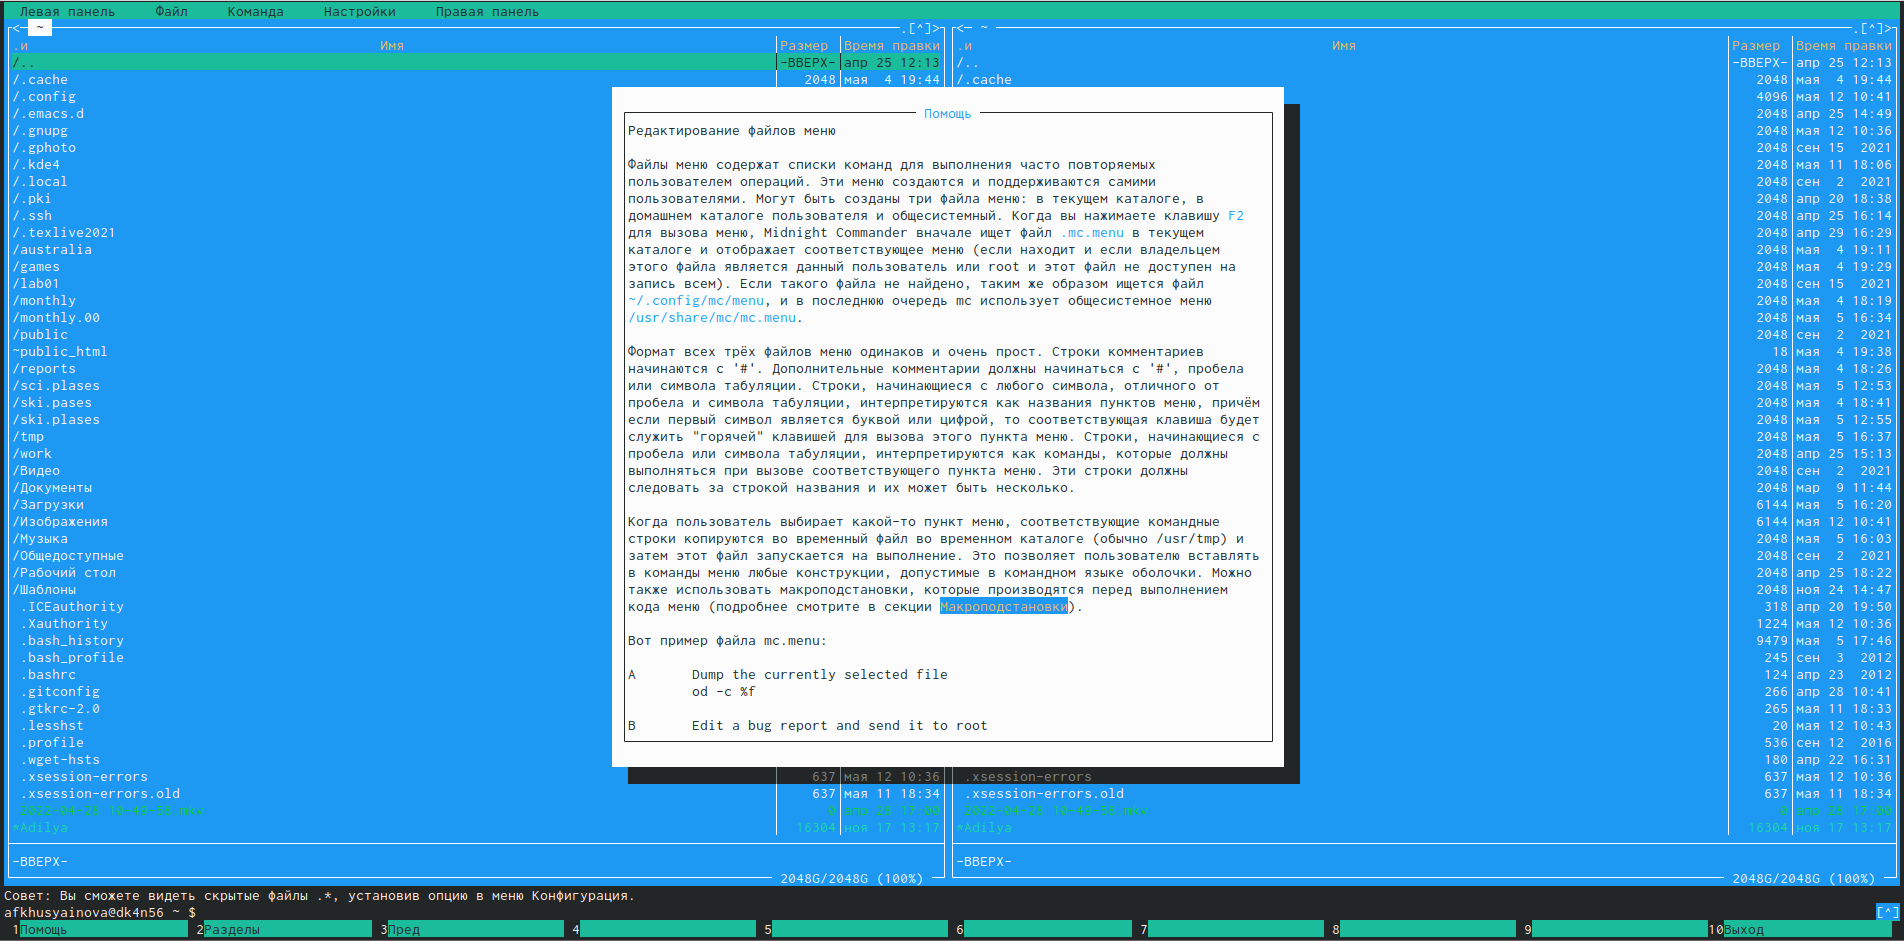 Левая панель Файл Команда Настройки Правая панель
<─ ~ .[^]>
.и Имя Размер Время правки
/.. -ВВЕРХ- апр 25 12:13
/.cache 2048 мая 4 19:44
/.config
/.emacs.d
/.gnupg
/.gphoto
/.kde4
/.local
/.pki
/.ssh
/.texlive2021
/australia
/games
/lab01
/monthly
/monthly.00
/public
~public_html
/reports
/sci.plases
/ski.pases
/ski.plases
/tmp
/work
/Видео
/Документы
/Загрузки
/Изображения
/Музыка
/Общедоступные
/Рабочий стол
/Шаблоны
.ICEauthority
.Xauthority
.bash_history
.bash_profile
.bashrc
.gitconfig
.gtkrc-2.0
.lesshst
.profile
.wget-hsts
.xsession-errors 637 мая 12 10:36
.xsession-errors.old 637 мая 11 18:34
*Adilya 16304 ноя 17 13:17
-ВВЕРХ-
2048G/2048G (100%)
Помощь
Редактирование файлов меню
Файлы меню содержат списки команд для выполнения часто повторяемых
пользователем операций. Эти меню создаются и поддерживаются самими
пользователями. Могут быть созданы три файла меню: в текущем каталоге, в
домашнем каталоге пользователя и общесистемный. Когда вы нажимаете клавишу F2
для вызова меню, Midnight Commander вначале ищет файл .mc.menu в текущем
каталоге и отображает соответствующее меню (если находит и если владельцем
этого файла является данный пользователь или root и этот файл не доступен на
запись всем). Если такого файла не найдено, таким же образом ищется файл
~/.config/mc/menu, и в последнюю очередь mc использует общесистемное меню
/usr/share/mc/mc.menu.
Формат всех трёх файлов меню одинаков и очень прост. Строки комментариев
начинаются с '#'. Дополнительные комментарии должны начинаться с '#', пробела
или символа табуляции. Строки, начинающиеся с любого символа, отличного от
пробела и символа табуляции, интерпретируются как названия пунктов меню, причём
если первый символ является буквой или цифрой, то соответствующая клавиша будет
служить "горячей" клавишей для вызова этого пункта меню. Строки, начинающиеся с
пробела или символа табуляции, интерпретируются как команды, которые должны
выполняться при вызове соответствующего пункта меню. Эти строки должны
следовать за строкой названия и их может быть несколько.
Когда пользователь выбирает какой-то пункт меню, соответствующие командные
строки копируются во временный файл во временном каталоге (обычно /usr/tmp) и
затем этот файл запускается на выполнение. Это позволяет пользователю вставлять
в команды меню любые конструкции, допустимые в командном языке оболочки. Можно
также использовать макроподстановки, которые производятся перед выполнением
кода меню (подробнее смотрите в секции Макроподстановки).
Вот пример файла mc.menu:
A Dump the currently selected file
od -c %f
B Edit a bug report and send it to root
<─ ~ .[^]>
.и Имя Размер Время правки
/.. -ВВЕРХ- апр 25 12:13
/.cache 2048 мая 4 19:44
4096 мая 12 10:41
2048 апр 25 14:49
2048 мая 12 10:36
2048 сен 15 2021
2048 мая 11 18:06
2048 сен 2 2021
2048 апр 20 18:38
2048 апр 25 16:14
2048 апр 29 16:29
2048 мая 4 19:11
2048 мая 4 19:29
2048 сен 15 2021
2048 мая 4 18:19
2048 мая 5 16:34
2048 сен 2 2021
18 мая 4 19:38
2048 мая 4 18:26
2048 мая 5 12:53
2048 мая 4 18:41
2048 мая 5 12:55
2048 мая 5 16:37
2048 апр 25 15:13
2048 сен 2 2021
2048 мар 9 11:44
6144 мая 5 16:20
6144 мая 12 10:41
2048 мая 5 16:03
2048 сен 2 2021
2048 апр 25 18:22
2048 ноя 24 14:47
318 апр 20 19:50
1224 мая 12 10:36
9479 мая 5 17:46
245 сен 3 2012
124 апр 23 2012
266 апр 28 10:41
265 мая 11 18:33
20 мая 12 10:43
536 сен 12 2016
180 апр 22 16:31
.xsession-errors 637 мая 12 10:36
.xsession-errors.old 637 мая 11 18:34
*Adilya 16304 ноя 17 13:17
-ВВЕРХ-
2048G/2048G (100%)
Совет: Вы сможете видеть скрытые файлы .*, установив опцию в меню Конфигурация.
afkhusyainova@dk4n56 ~ $ [^]
1Помощь 2Разделы 3Пред 4 5 6 7 8 9 10Выход